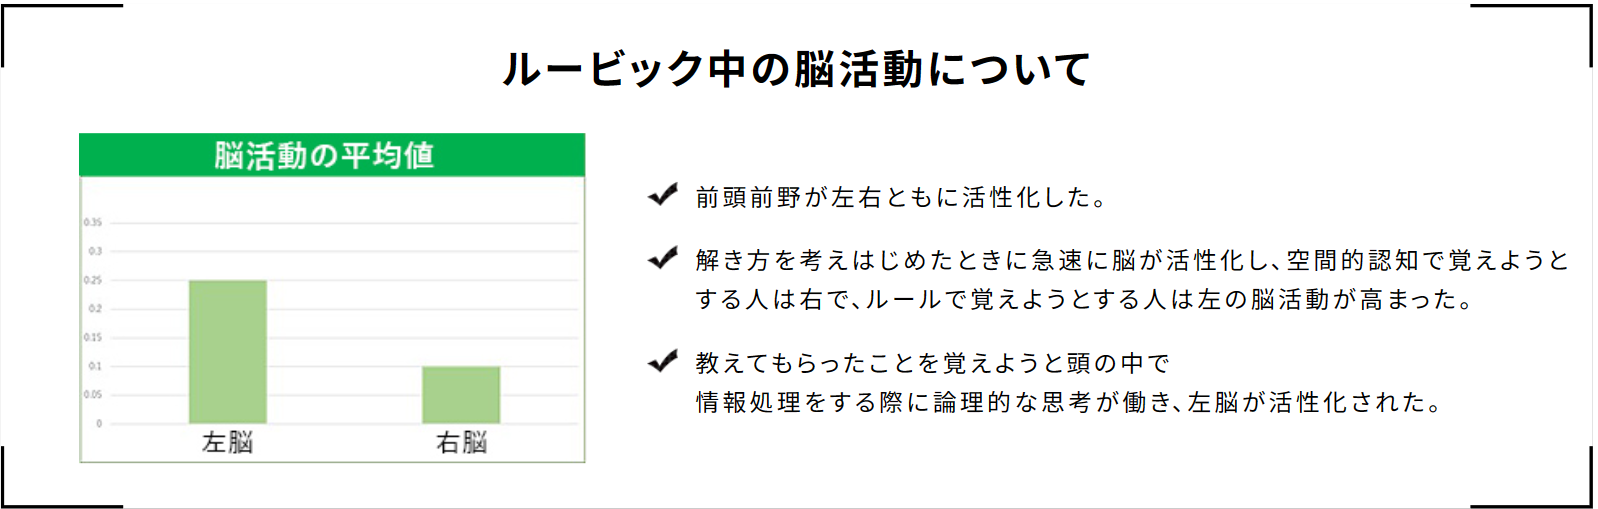 ルービック中の脳活動について
脳活動の平均値
0.35
0.3
0.25
0.2
0.15
0.1
0.05
0
左脳
右脳
前頭前野が左右ともに活性化した。
解き方を考えはじめたときに急速に脳が活性化し、空間的認知で覚えようと
する人は右で、ルールで覚えようとする人は左の脳活動が高まった。
教えてもらったことを覚えようと頭の中で
情報処理をする際に論理的な思考が働き、左脳が活性化された。